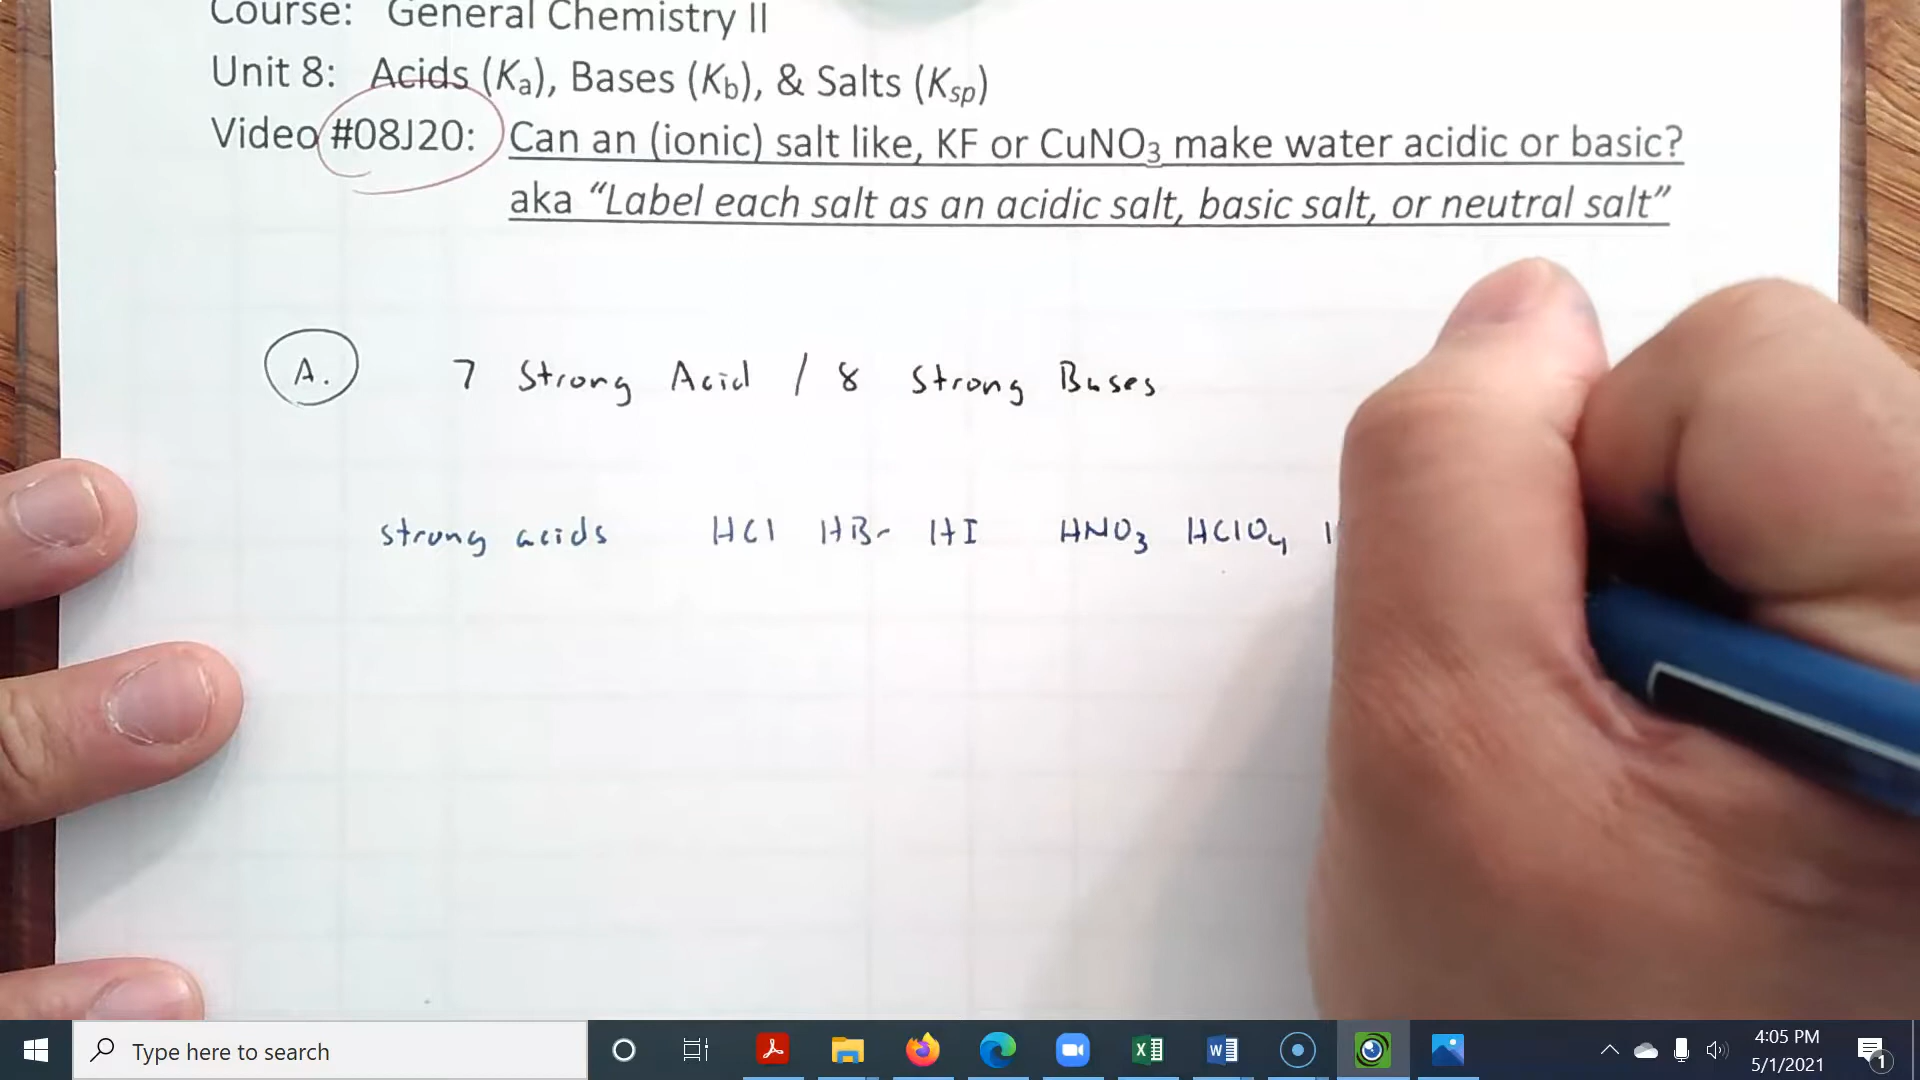 Course: General Chemistry II
Unit 8: Acids (Ka), Bases (Kb), & Salts (Ksp)
Video #08J20: Can an (ionic) salt like, KF or CuNO3 make water acidic or basic?
aka “Label each salt as an acidic salt, basic salt, or neutral salt”
A. 7 Strong Acid / 8 Strong Bases
strong acids HCl HBr HI HNO3 HClO4
Type here to search
4:05 PM
5/1/2021
1